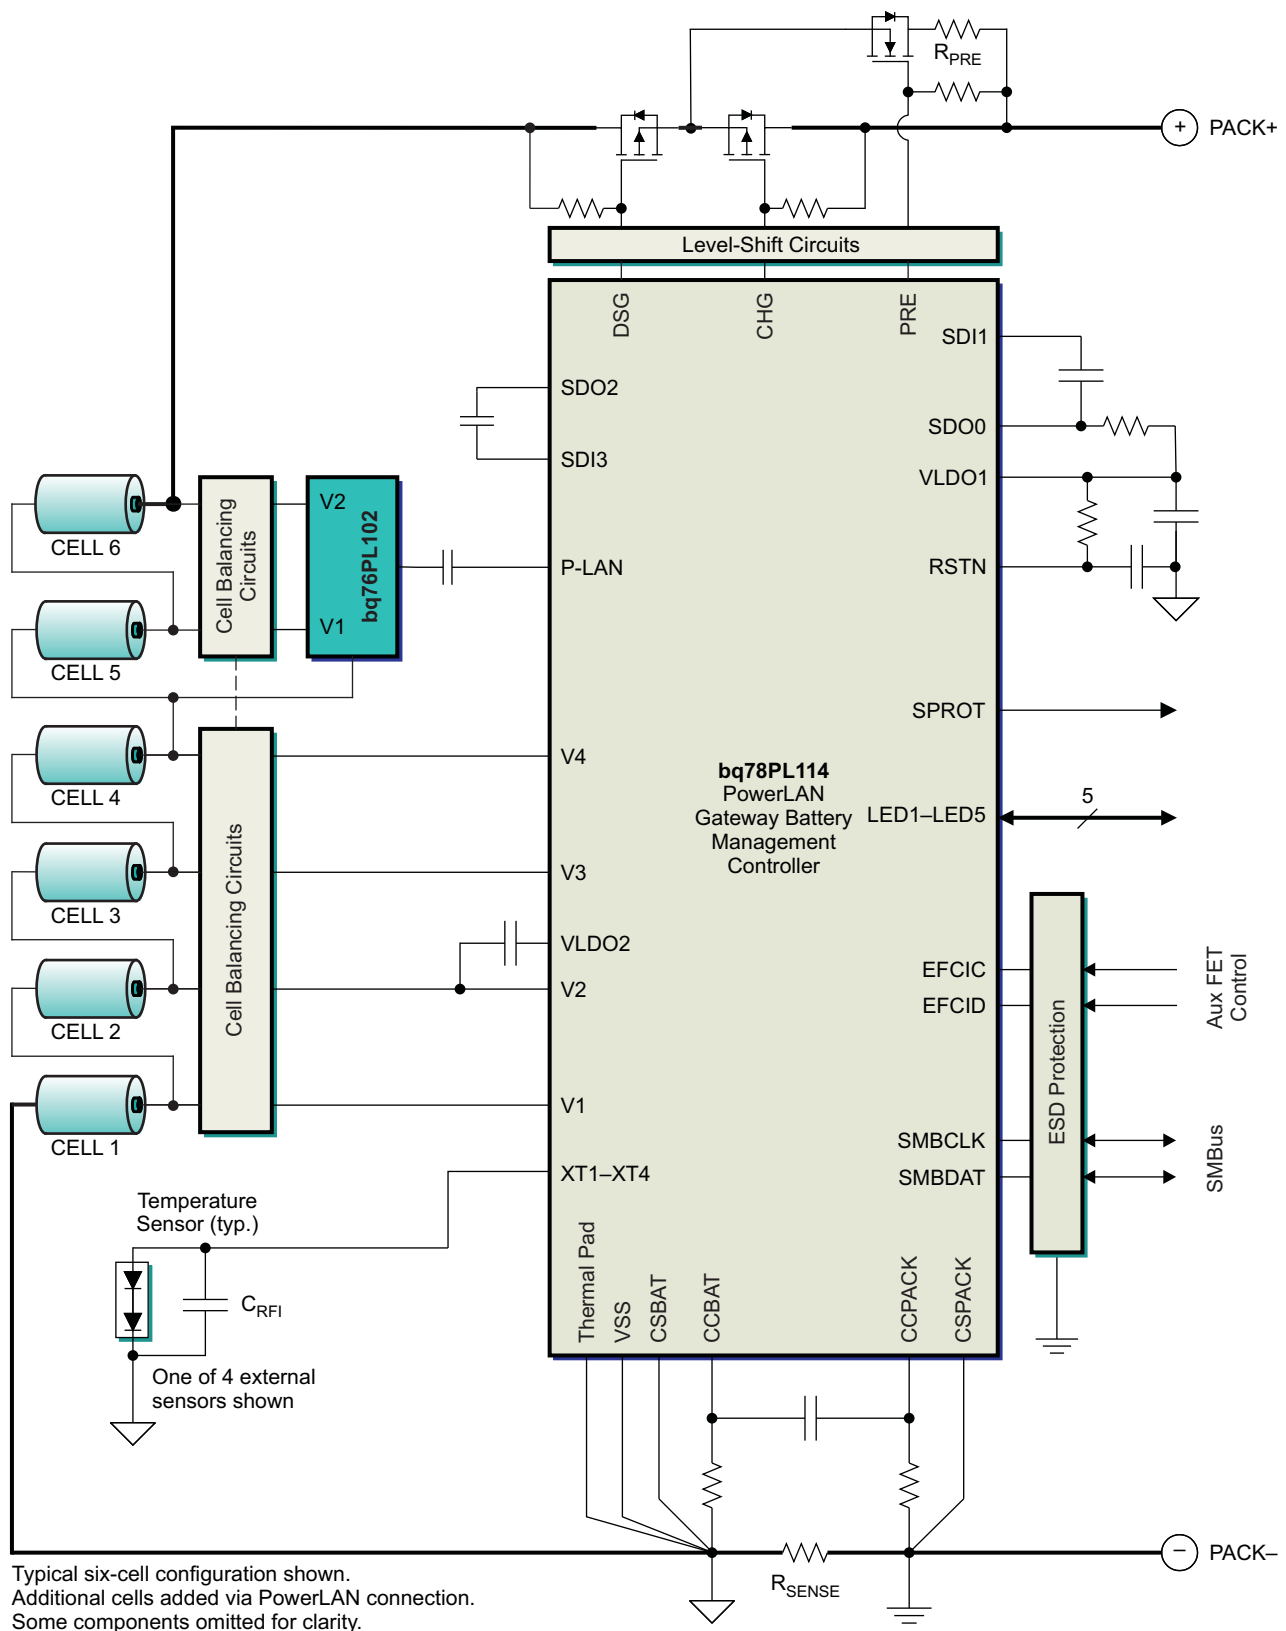 RPRE
+
PACK+
Level-Shift Circuits
DSG
CHG
PRE
SDI1
SDO2
SDO0
SDI3
VLDO1
CELL 6
Cell Balancing
Circuits
V2
V1
bq76PL102
P-LAN
RSTN
CELL 5
SPROT
CELL 4
V4
bq78PL114
PowerLAN
Gateway Battery
Management
Controller
LED1–LED5
5
CELL 3
V3
Cell Balancing Circuits
VLDO2
V2
CELL 2
EFCIC
EFCID
Aux FET
Control
ESD Protection
CELL 1
V1
SMBCLK
SMBDAT
SMBus
XT1–XT4
Temperature
Sensor (typ.)
CRFI
One of 4 external
sensors shown
Thermal Pad
VSS
CSBAT
CCBAT
CCPACK
CSPACK
RSENSE
–
PACK–
Typical six-cell configuration shown.
Additional cells added via PowerLAN connection.
Some components omitted for clarity.